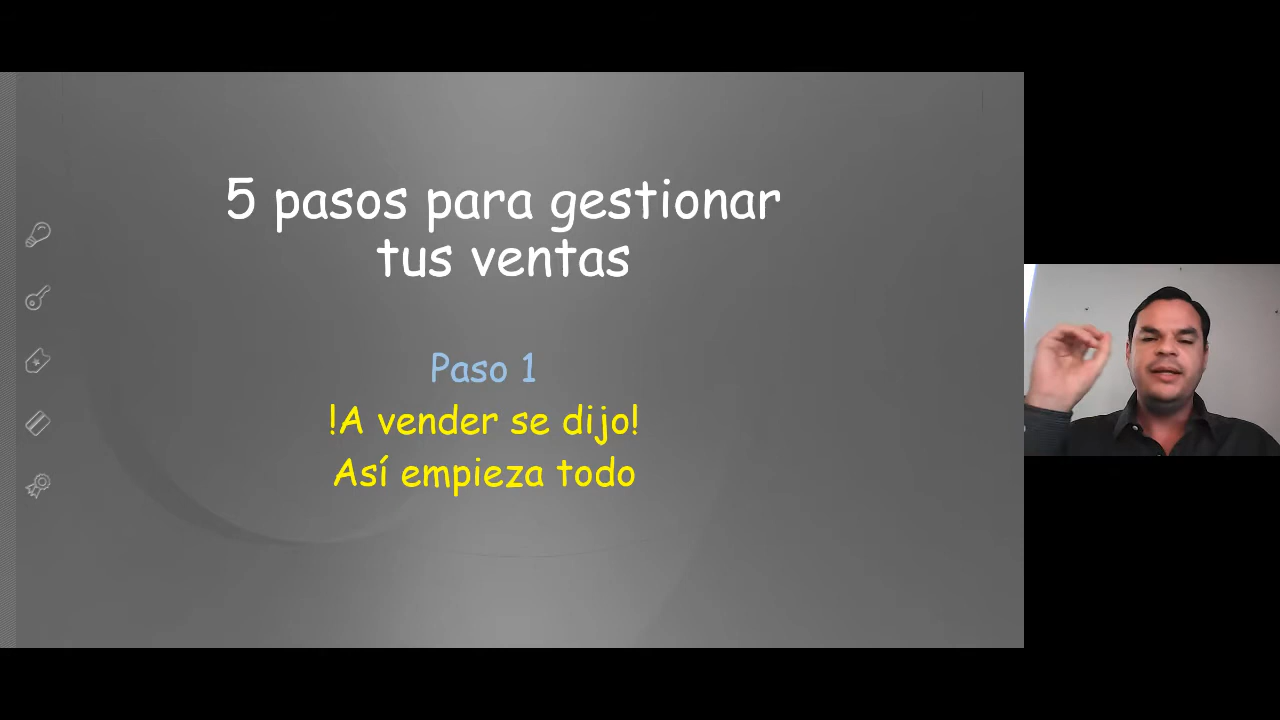 5 pasos para gestionar
tus ventas
Paso 1
!A vender se dijo!
Así empieza todo